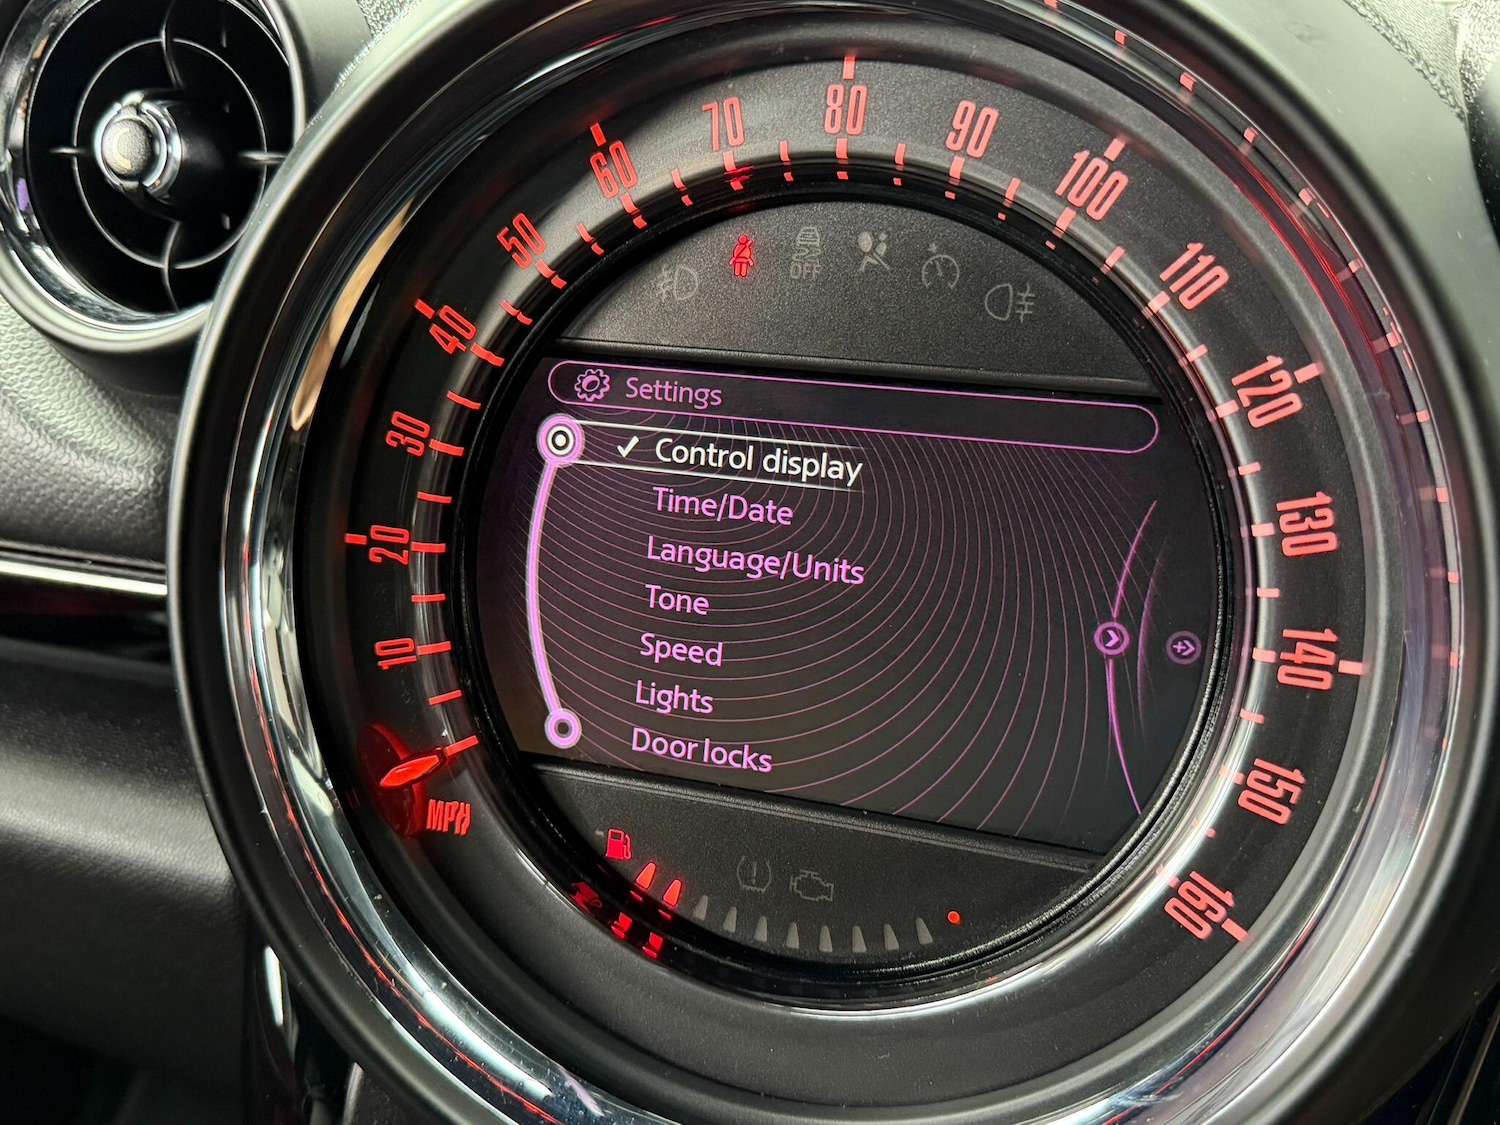 70
80
90
60
100
50
110
40
120
30
130
20
140
10
150
MPH
160
OFF
Settings
Control display
Time/Date
Language/Units
Tone
Speed
Lights
Door locks